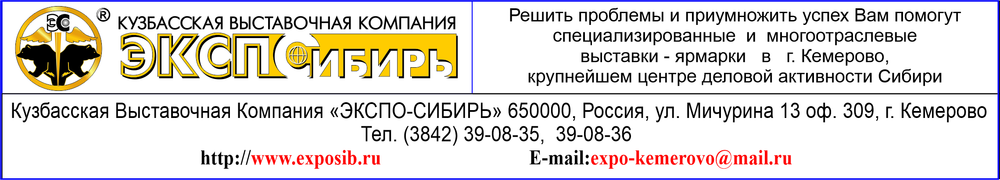 ЭС
®
КУЗБАССКАЯ ВЫСТАВОЧНАЯ КОМПАНИЯ
ЭКСПОСИБИРЬ
Решить проблемы и приумножить успех Вам помогут
специализированные и многоотраслевые
выставки - ярмарки в г. Кемерово,
крупнейшем центре деловой активности Сибири
Кузбасская Выставочная Компания «ЭКСПО-СИБИРЬ» 650000, Россия, ул. Мичурина 13 оф. 309, г. Кемерово
Тел. (3842) 39-08-35, 39-08-36
http://www.exposib.ru E-mail:expo-kemerovo@mail.ru